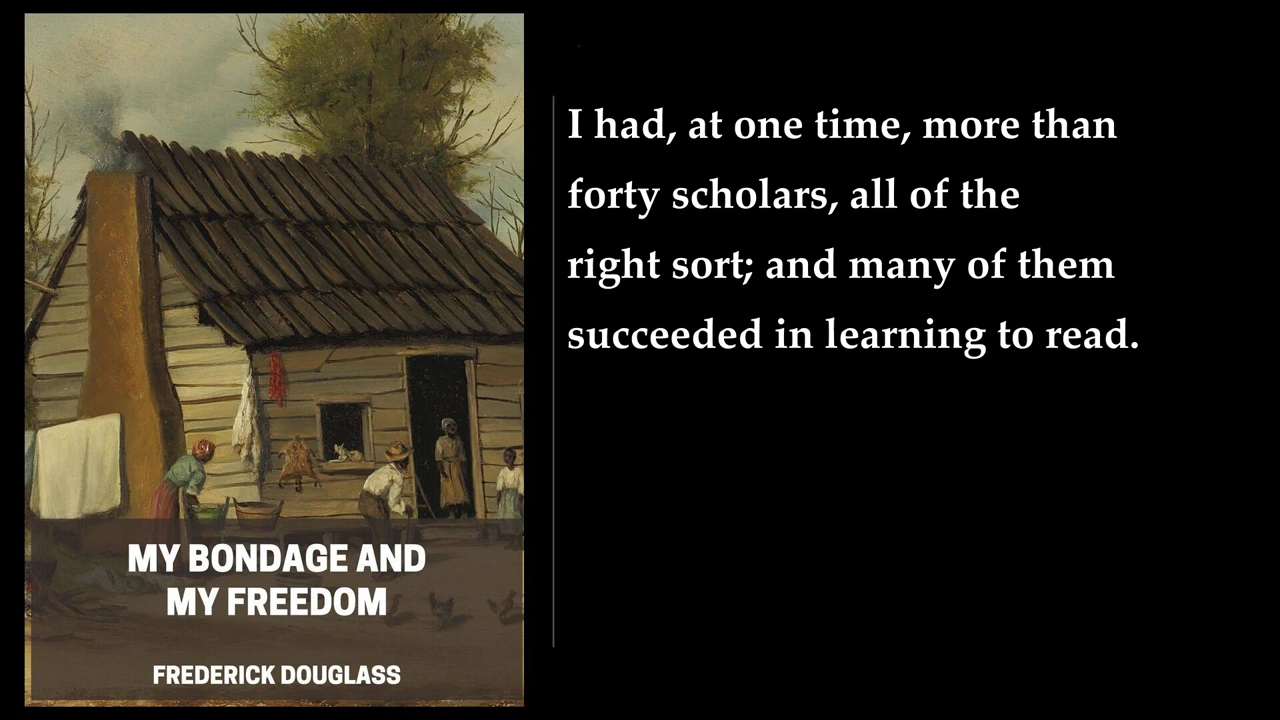 I had, at one time, more than
forty scholars, all of the
right sort; and many of them
succeeded in learning to read.
MY BONDAGE AND
MY FREEDOM
FREDERICK DOUGLASS